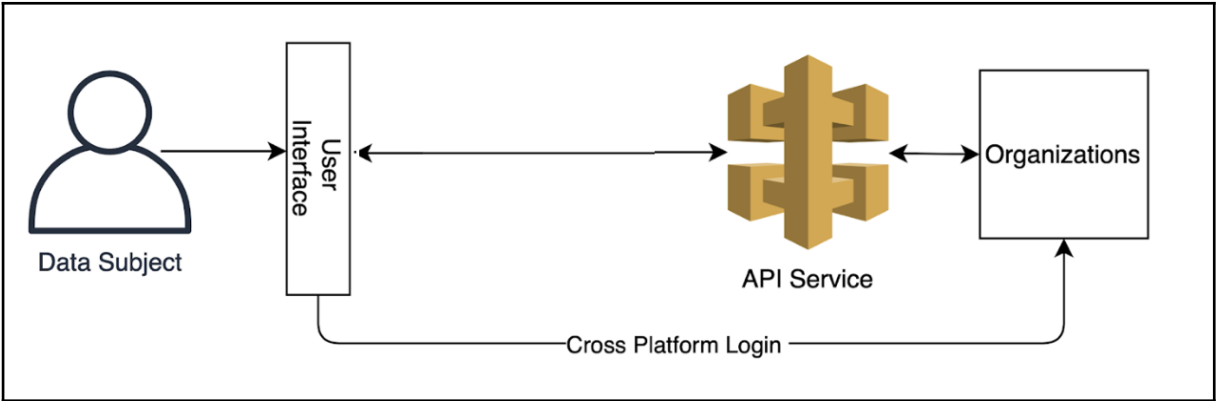 Data Subject
User
Interface
API Service
Organizations
Cross Platform Login